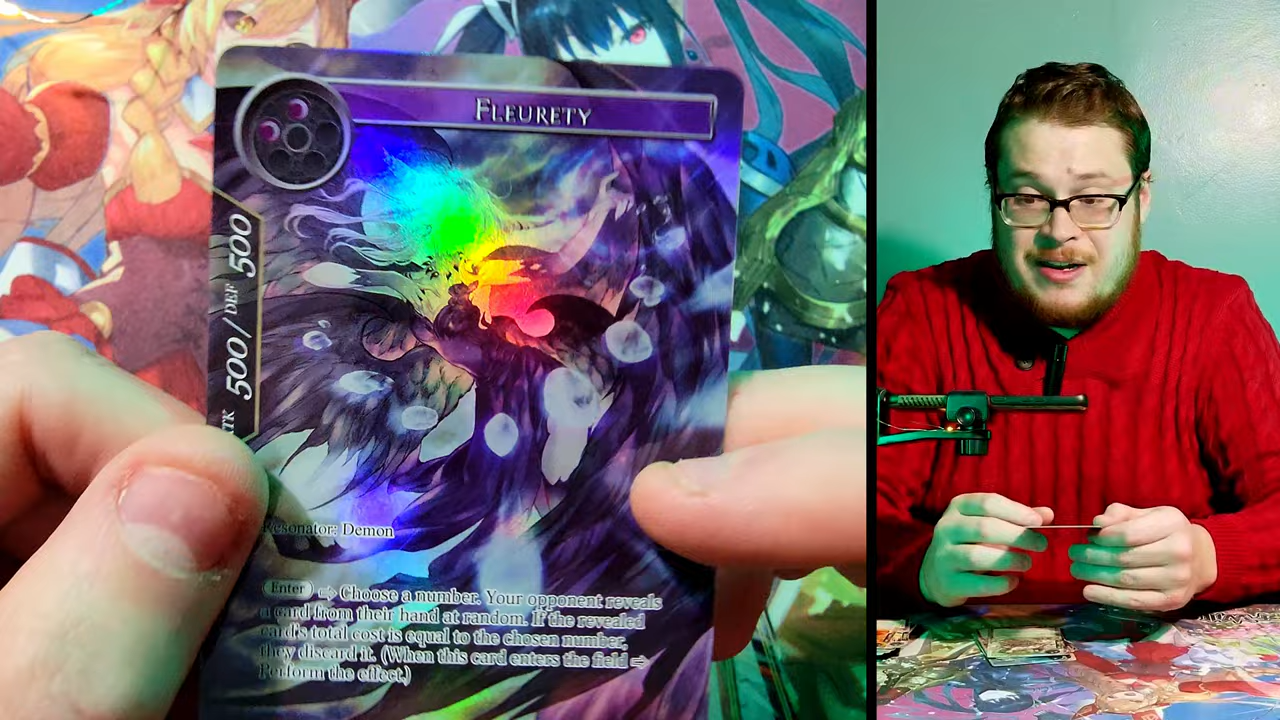 FLEURETY
500 / DEF 500
Resonator: Demon
Enter ⇨ Choose a number. Your opponent reveals
a card from their hand at random. If the revealed
card's total cost is equal to the chosen number,
they discard it. (When this card enters the field ⇨
Perform the effect.)